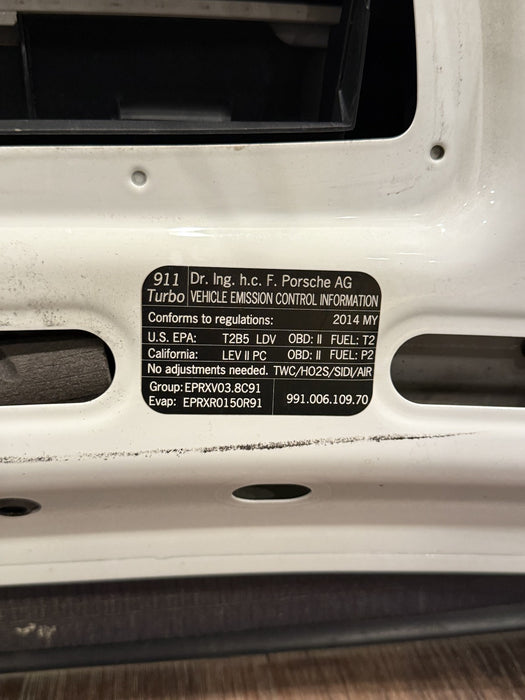 911 Dr. Ing. h.c. F. Porsche AG
Turbo VEHICLE EMISSION CONTROL INFORMATION
Conforms to regulations: 2014 MY
U.S. EPA: T2B5 LDV OBD: II FUEL: T2
California: LEV II PC OBD: II FUEL: P2
No adjustments needed. TWC/HO2S/SIDI/AIR
Group: EPRXV03.8C91
Evap: EPRXR0150R91 991.006.109.70